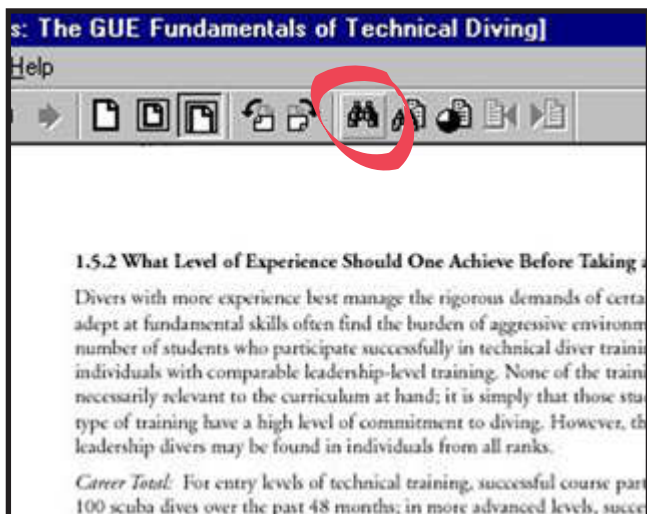 s: The GUE Fundamentals of Technical Diving]
Help
1.5.2 What Level of Experience Should One Achieve Before Taking a
Divers with more experience best manage the rigorous demands of certa
adept at fundamental skills often find the burden of aggressive environm
number of students who participate successfully in technical diver traini
individuals with comparable leadership-level training. None of the traini
necessarily relevant to the curriculum at hand; it is simply that those stu
type of training have a high level of commitment to diving. However, th
leadership divers may be found in individuals from all ranks.
Career Total: For entry levels of technical training, successful course part
100 scuba dives over the past 48 months; in more advanced levels, succe